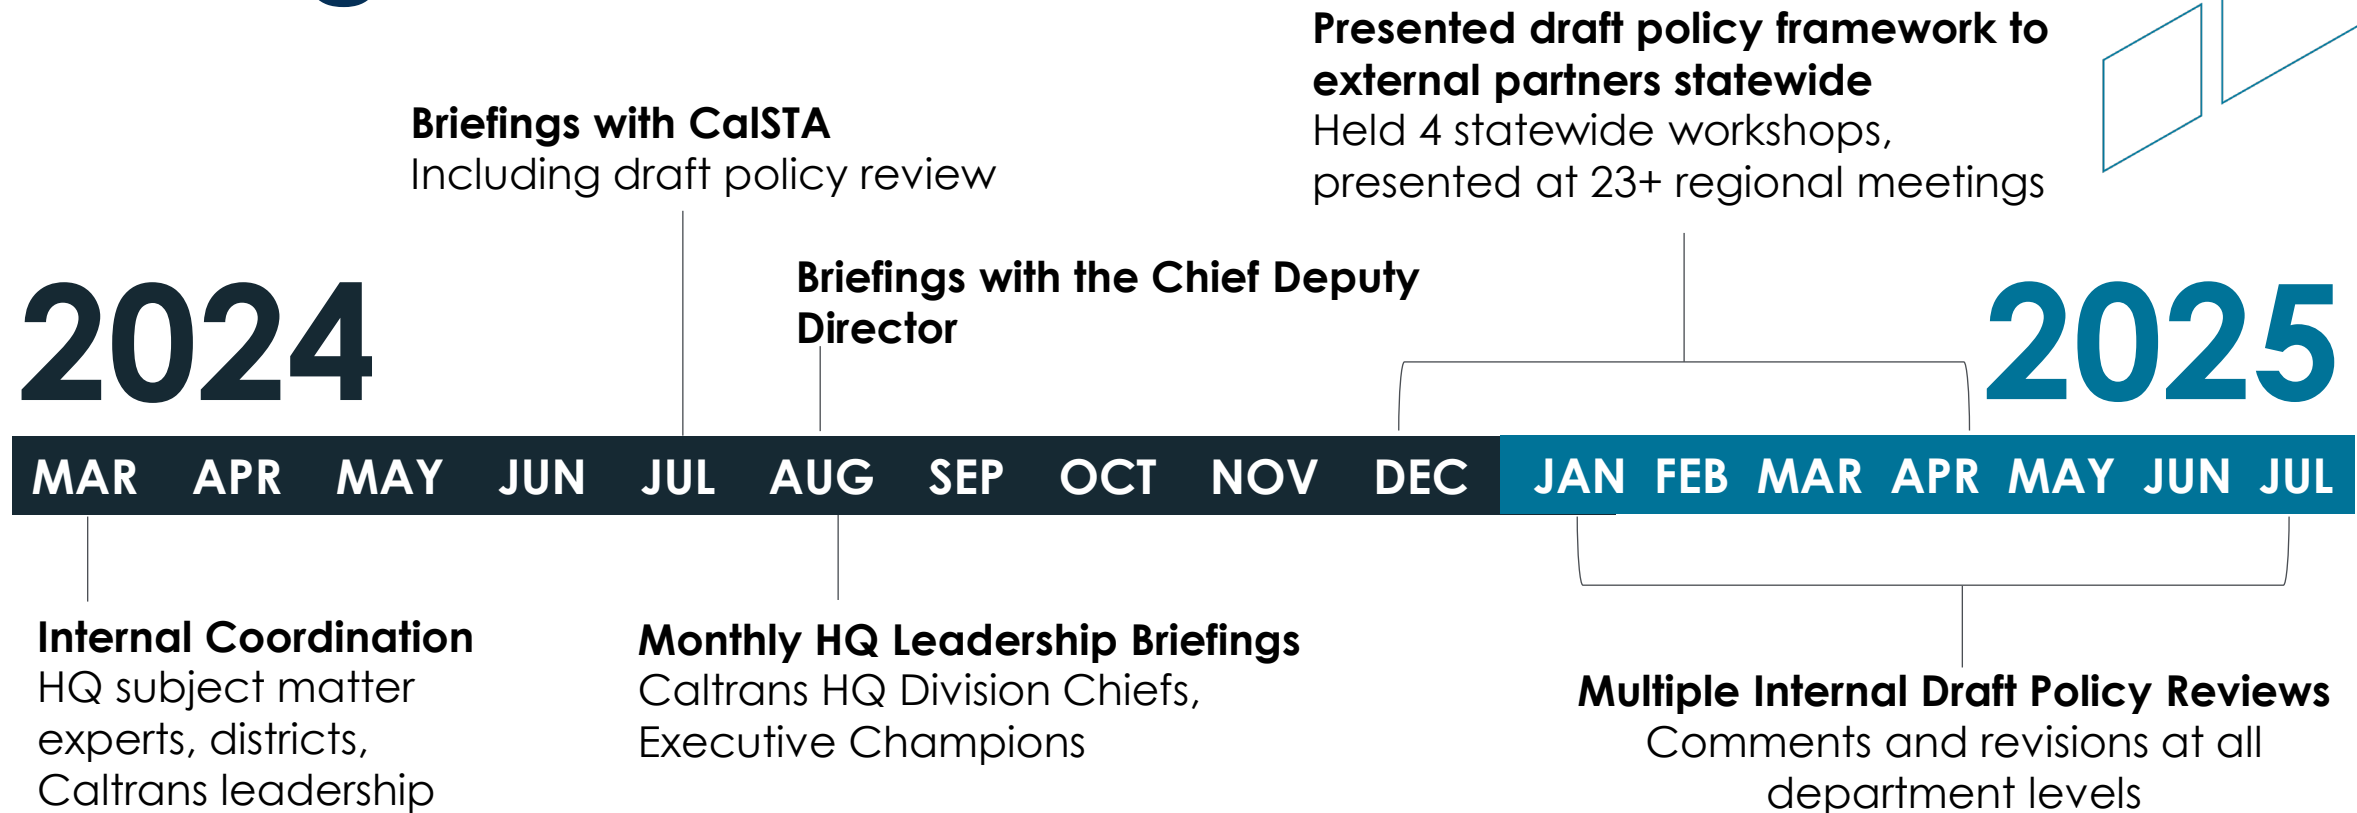 Presented draft policy framework to
external partners statewide
Held 4 statewide workshops,
presented at 23+ regional meetings
Briefings with CalSTA
Including draft policy review
Briefings with the Chief Deputy
Director
2024
2025
MAR APR MAY JUN JUL AUG SEP OCT NOV DEC JAN FEB MAR APR MAY JUN JUL
Internal Coordination
HQ subject matter
experts, districts,
Caltrans leadership
Monthly HQ Leadership Briefings
Caltrans HQ Division Chiefs,
Executive Champions
Multiple Internal Draft Policy Reviews
Comments and revisions at all
department levels